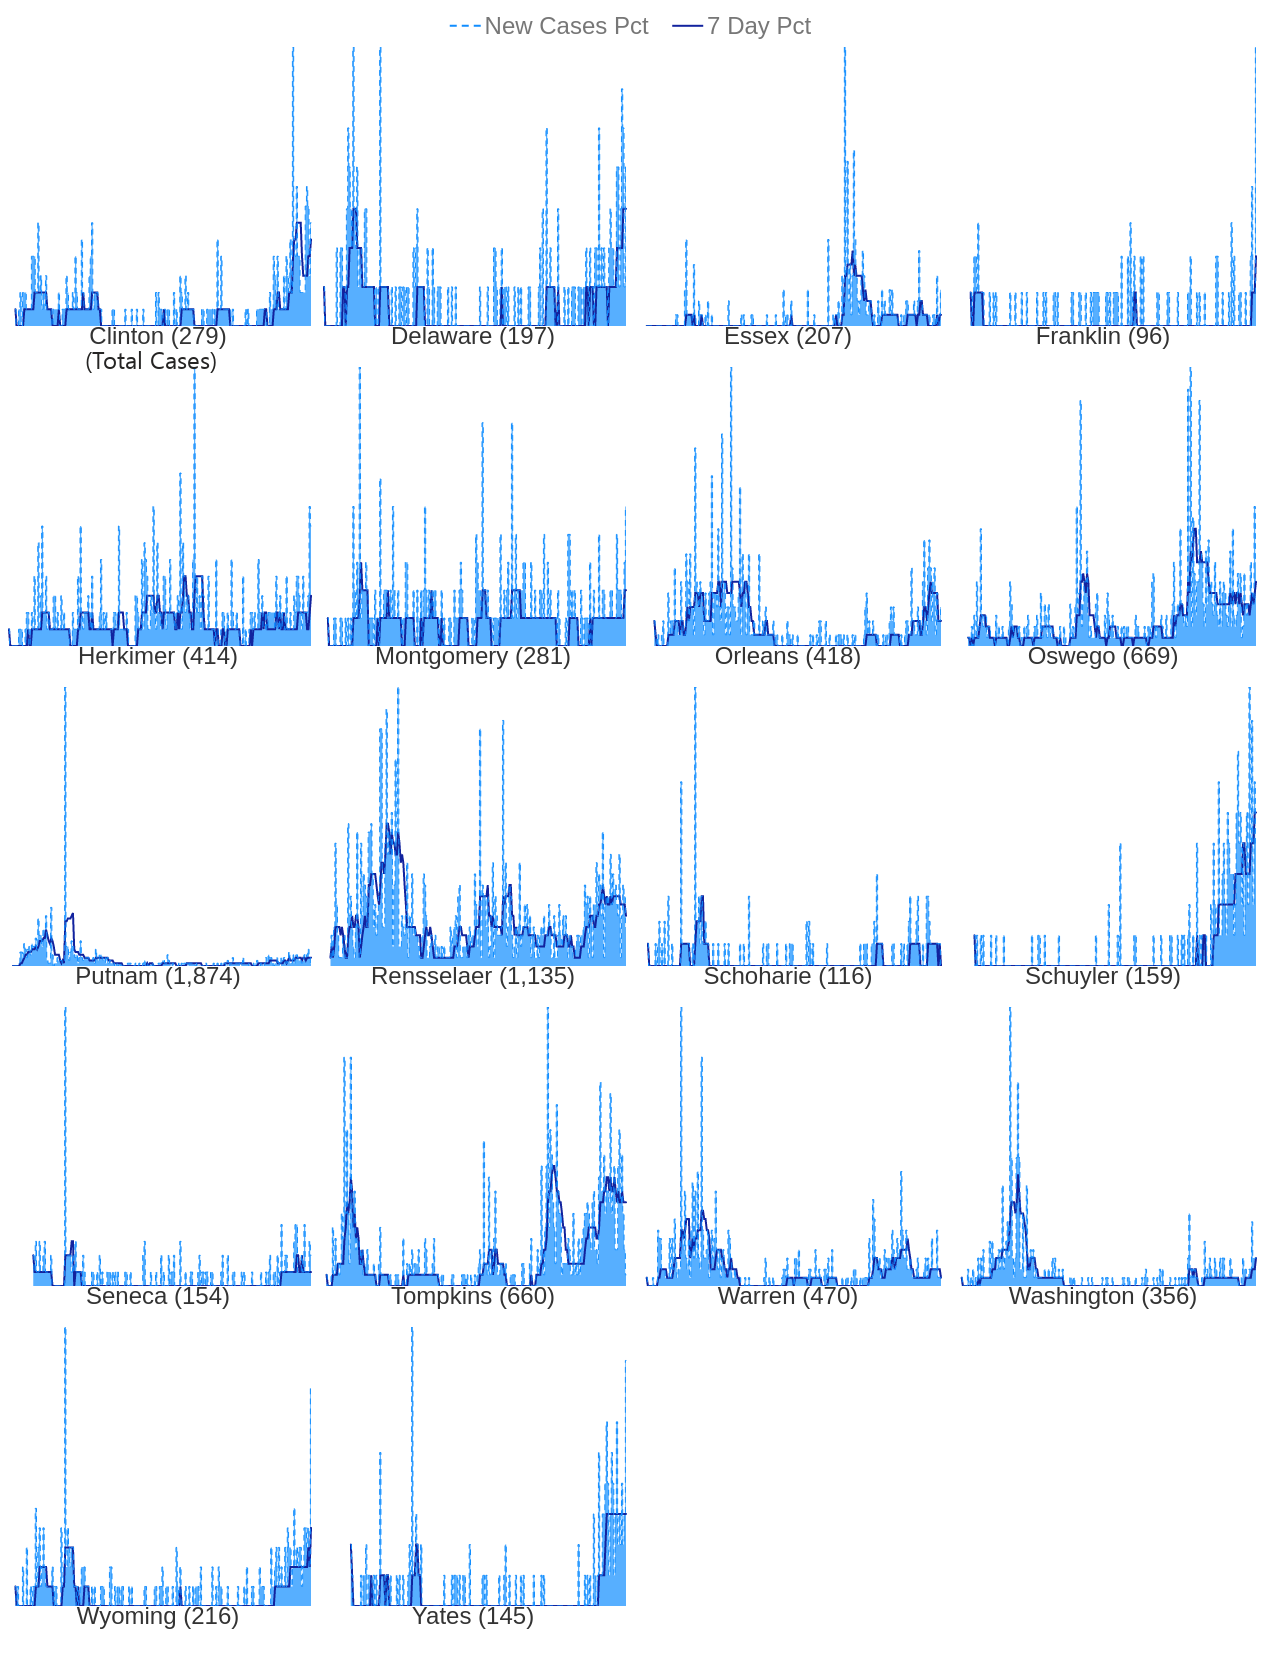 New Cases Pct 7 Day Pct
Clinton (279) Delaware (197) Essex (207) Franklin (96)
(Total Cases)
Herkimer (414) Montgomery (281) Orleans (418) Oswego (669)
Putnam (1,874) Rensselaer (1,135) Schoharie (116) Schuyler (159)
Seneca (154) Tompkins (660) Warren (470) Washington (356)
Wyoming (216) Yates (145)